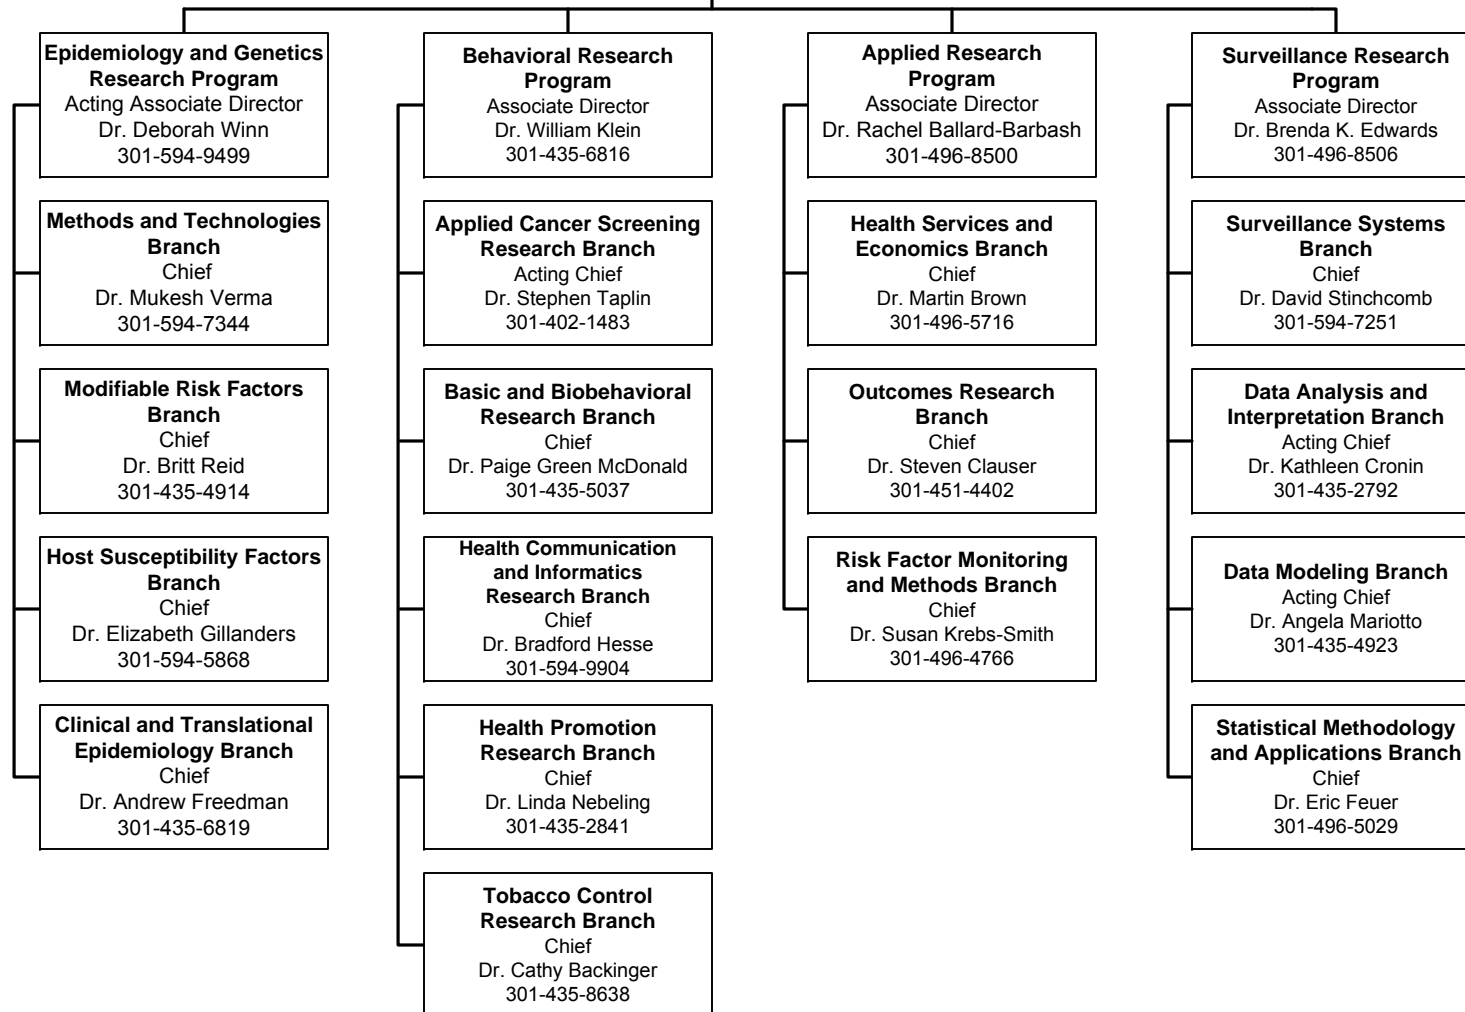 Epidemiology and Genetics
Research Program
Acting Associate Director
Dr. Deborah Winn
301-594-9499
Methods and Technologies
Branch
Chief
Dr. Mukesh Verma
301-594-7344
Modifiable Risk Factors
Branch
Chief
Dr. Britt Reid
301-435-4914
Host Susceptibility Factors
Branch
Chief
Dr. Elizabeth Gillanders
301-594-5868
Clinical and Translational
Epidemiology Branch
Chief
Dr. Andrew Freedman
301-435-6819
Behavioral Research
Program
Associate Director
Dr. William Klein
301-435-6816
Applied Cancer Screening
Research Branch
Acting Chief
Dr. Stephen Taplin
301-402-1483
Basic and Biobehavioral
Research Branch
Chief
Dr. Paige Green McDonald
301-435-5037
Health Communication
and Informatics
Research Branch
Chief
Dr. Bradford Hesse
301-594-9904
Health Promotion
Research Branch
Chief
Dr. Linda Nebeling
301-435-2841
Tobacco Control
Research Branch
Chief
Dr. Cathy Backinger
301-435-8638
Applied Research
Program
Associate Director
Dr. Rachel Ballard-Barbash
301-496-8500
Health Services and
Economics Branch
Chief
Dr. Martin Brown
301-496-5716
Outcomes Research
Branch
Chief
Dr. Steven Clauser
301-451-4402
Risk Factor Monitoring
and Methods Branch
Chief
Dr. Susan Krebs-Smith
301-496-4766
Surveillance Research
Program
Associate Director
Dr. Brenda K. Edwards
301-496-8506
Surveillance Systems
Branch
Chief
Dr. David Stinchcomb
301-594-7251
Data Analysis and
Interpretation Branch
Acting Chief
Dr. Kathleen Cronin
301-435-2792
Data Modeling Branch
Acting Chief
Dr. Angela Mariotto
301-435-4923
Statistical Methodology
and Applications Branch
Chief
Dr. Eric Feuer
301-496-5029